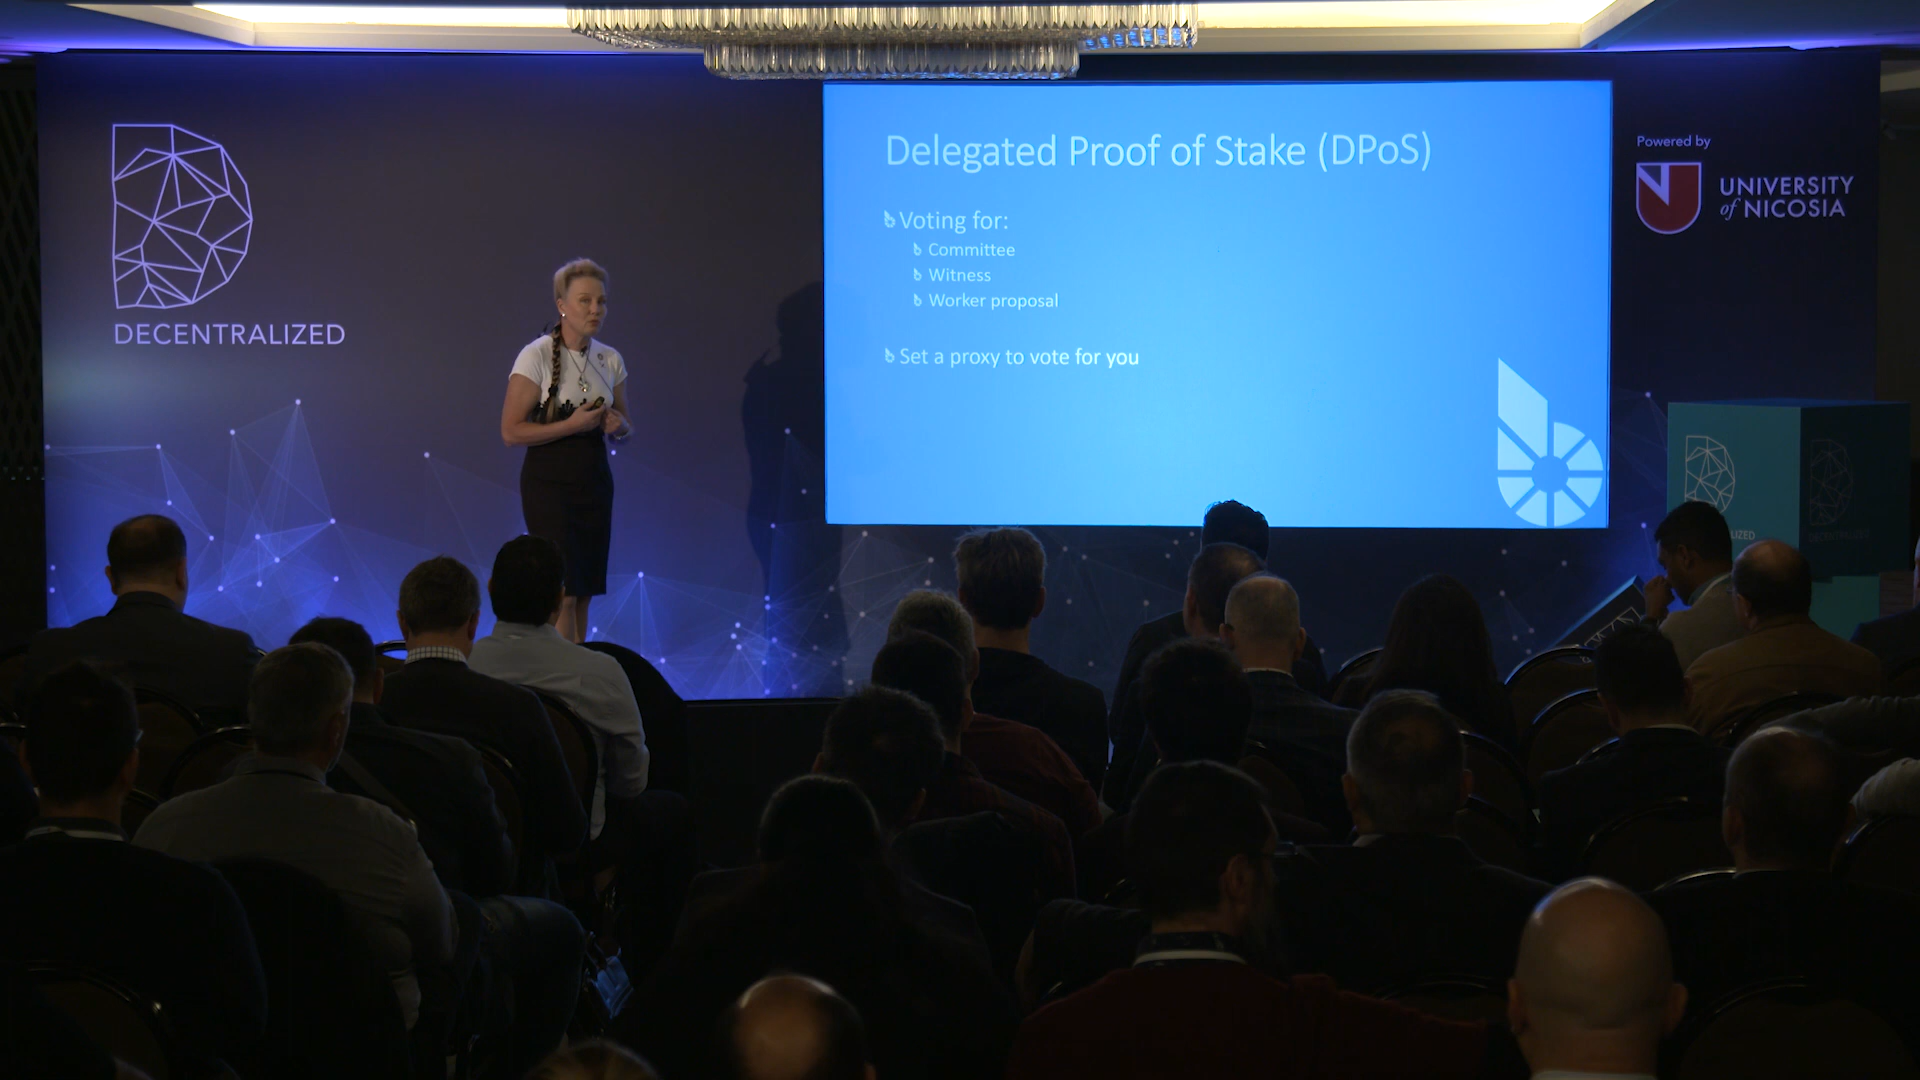 DECENTRALIZED
Delegated Proof of Stake (DPoS)
Voting for:
Committee
Witness
Worker proposal
Set a proxy to vote for you
Powered by
UNIVERSITY
of NICOSIA